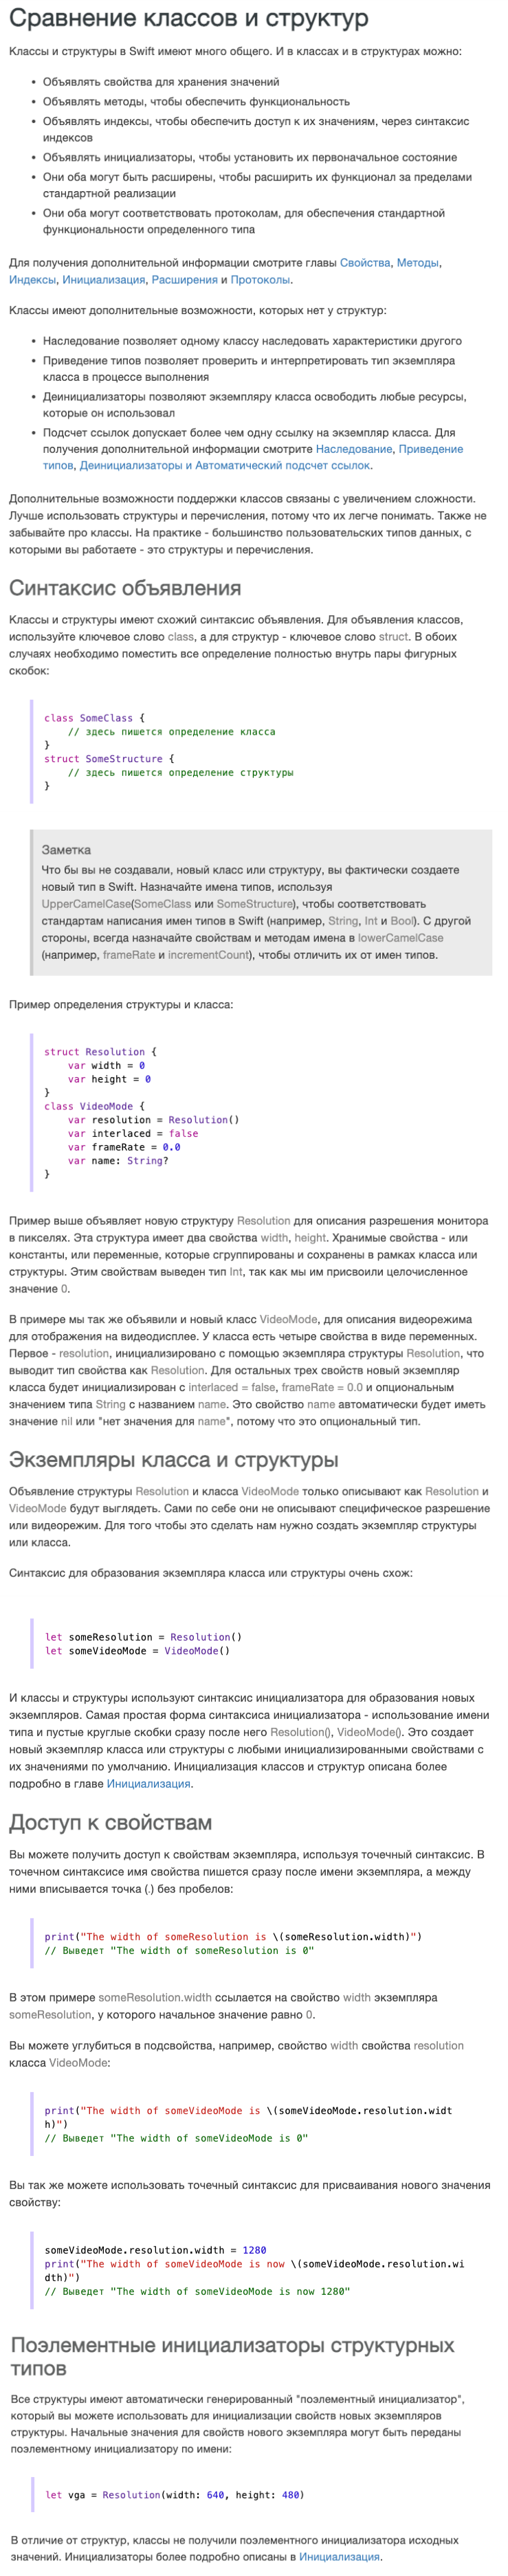 Сравнение классов и структур
Классы и структуры в Swift имеют много общего. И в классах и в структурах можно:
• Объявлять свойства для хранения значений
• Объявлять методы, чтобы обеспечить функциональность
• Объявлять индексы, чтобы обеспечить доступ к их значениям, через синтаксис
индексов
• Объявлять инициализаторы, чтобы установить их первоначальное состояние
• Они оба могут быть расширены, чтобы расширить их функционал за пределами
стандартной реализации
• Они оба могут соответствовать протоколам, для обеспечения стандартной
функциональности определенного типа
Для получения дополнительной информации смотрите главы Свойства, Методы,
Индексы, Инициализация, Расширения и Протоколы.
Классы имеют дополнительные возможности, которых нет у структур:
• Наследование позволяет одному классу наследовать характеристики другого
• Приведение типов позволяет проверить и интерпретировать тип экземпляра
класса в процессе выполнения
• Деинициализаторы позволяют экземпляру класса освободить любые ресурсы,
которые он использовал
• Подсчет ссылок допускает более чем одну ссылку на экземпляр класса. Для
получения дополнительной информации смотрите Наследование, Приведение
типов, Деинициализаторы и Автоматический подсчет ссылок.
Дополнительные возможности поддержки классов связаны с увеличением сложности.
Лучше использовать структуры и перечисления, потому что их легче понимать. Также не
забывайте про классы. На практике - большинство пользовательских типов данных, с
которыми вы работаете - это структуры и перечисления.
Синтаксис объявления
Классы и структуры имеют схожий синтаксис объявления. Для объявления классов,
используйте ключевое слово class, а для структур - ключевое слово struct. В обоих
случаях необходимо поместить все определение полностью внутрь пары фигурных
скобок:
class SomeClass {
// здесь пишется определение класса
}
struct SomeStructure {
// здесь пишется определение структуры
}
Заметка
Что бы вы не создавали, новый класс или структуру, вы фактически создаете
новый тип в Swift. Назначайте имена типов, используя
UpperCamelCase(SomeClass или SomeStructure), чтобы соответствовать
стандартам написания имен типов в Swift (например, String, Int и Bool). С другой
стороны, всегда назначайте свойствам и методам имена в lowerCamelCase
(например, frameRate и incrementCount), чтобы отличить их от имен типов.
Пример определения структуры и класса:
struct Resolution {
var width = 0
var height = 0
}
class VideoMode {
var resolution = Resolution()
var interlaced = false
var frameRate = 0.0
var name: String?
}
Пример выше объявляет новую структуру Resolution для описания разрешения монитора
в пикселях. Эта структура имеет два свойства width, height. Хранимые свойства - или
константы, или переменные, которые сгруппированы и сохранены в рамках класса или
структуры. Этим свойствам выведен тип Int, так как мы им присвоили целочисленное
значение 0.
В примере мы так же объявили и новый класс VideoMode, для описания видеорежима
для отображения на видеодисплее. У класса есть четыре свойства в виде переменных.
Первое - resolution, инициализировано с помощью экземпляра структуры Resolution, что
выводит тип свойства как Resolution. Для остальных трех свойств новый экземпляр
класса будет инициализирован с interlaced = false, frameRate = 0.0 и опциональным
значением типа String с названием name. Это свойство name автоматически будет иметь
значение nil или "нет значения для name", потому что это опциональный тип.
Экземпляры класса и структуры
Объявление структуры Resolution и класса VideoMode только описывают как Resolution и
VideoMode будут выглядеть. Сами по себе они не описывают специфическое разрешение
или видеорежим. Для того чтобы это сделать нам нужно создать экземпляр структуры
или класса.
Синтаксис для образования экземпляра класса или структуры очень схож:
let someResolution = Resolution()
let someVideoMode = VideoMode()
И классы и структуры используют синтаксис инициализатора для образования новых
экземпляров. Самая простая форма синтаксиса инициализатора - использование имени
типа и пустые круглые скобки сразу после него Resolution(), VideoMode(). Это создает
новый экземпляр класса или структуры с любыми инициализированными свойствами с
их значениями по умолчанию. Инициализация классов и структур описана более
подробно в главе Инициализация.
Доступ к свойствам
Вы можете получить доступ к свойствам экземпляра, используя точечный синтаксис. В
точечном синтаксисе имя свойства пишется сразу после имени экземпляра, а между
ними вписывается точка (.) без пробелов:
print("The width of someResolution is \(someResolution.width)")
// Выведет "The width of someResolution is 0"
В этом примере someResolution.width ссылается на свойство width экземпляра
someResolution, у которого начальное значение равно 0.
Вы можете углубиться в подсвойства, например, свойство width свойства resolution
класса VideoMode:
print("The width of someVideoMode is \(someVideoMode.resolution.widt
h)")
// Выведет "The width of someVideoMode is 0"
Вы так же можете использовать точечный синтаксис для присваивания нового значения
свойству:
someVideoMode.resolution.width = 1280
print("The width of someVideoMode is now \(someVideoMode.resolution.wi
dth)")
// Выведет "The width of someVideoMode is now 1280"
Поэлементные инициализаторы структурных
типов
Все структуры имеют автоматически генерированный "поэлементный инициализатор",
который вы можете использовать для инициализации свойств новых экземпляров
структуры. Начальные значения для свойств нового экземпляра могут быть переданы
поэлементному инициализатору по имени:
let vga = Resolution(width: 640, height: 480)
В отличие от структур, классы не получили поэлементного инициализатора исходных
значений. Инициализаторы более подробно описаны в Инициализация.